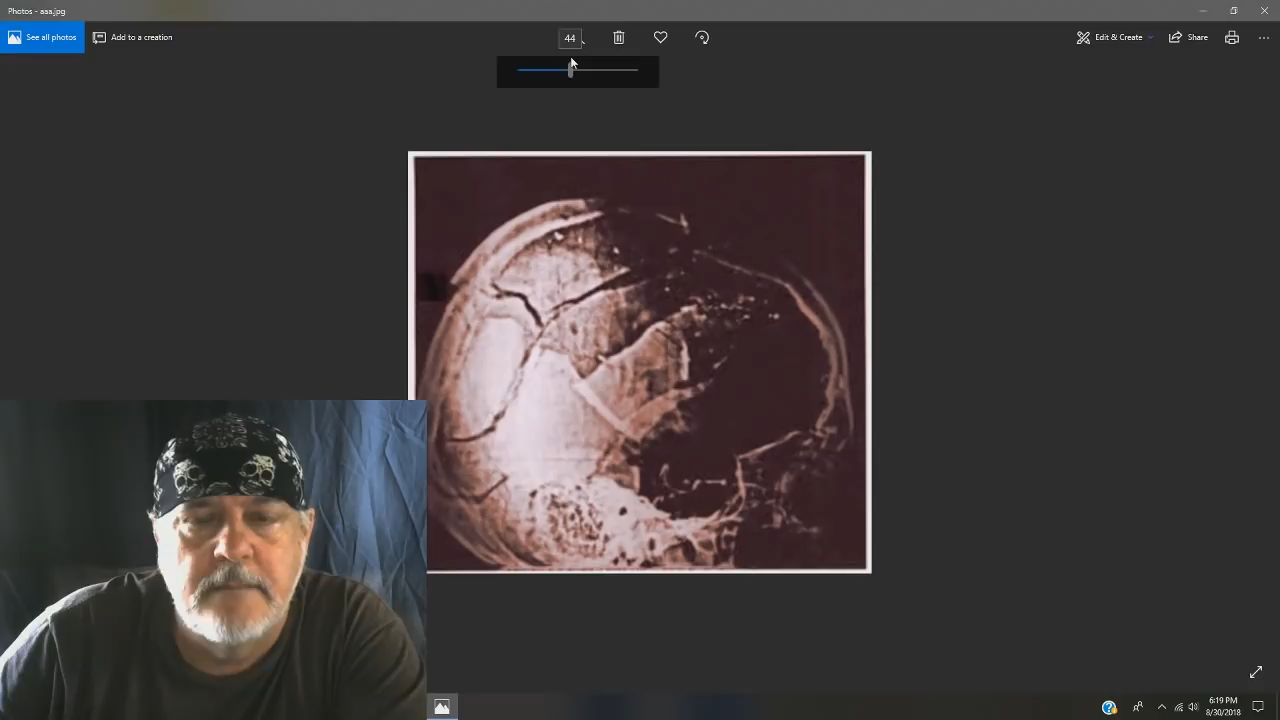 Photos - aaa.jpg
See all photos
Add to a creation
44
Edit & Create
Share
6:19 PM
8/30/2018